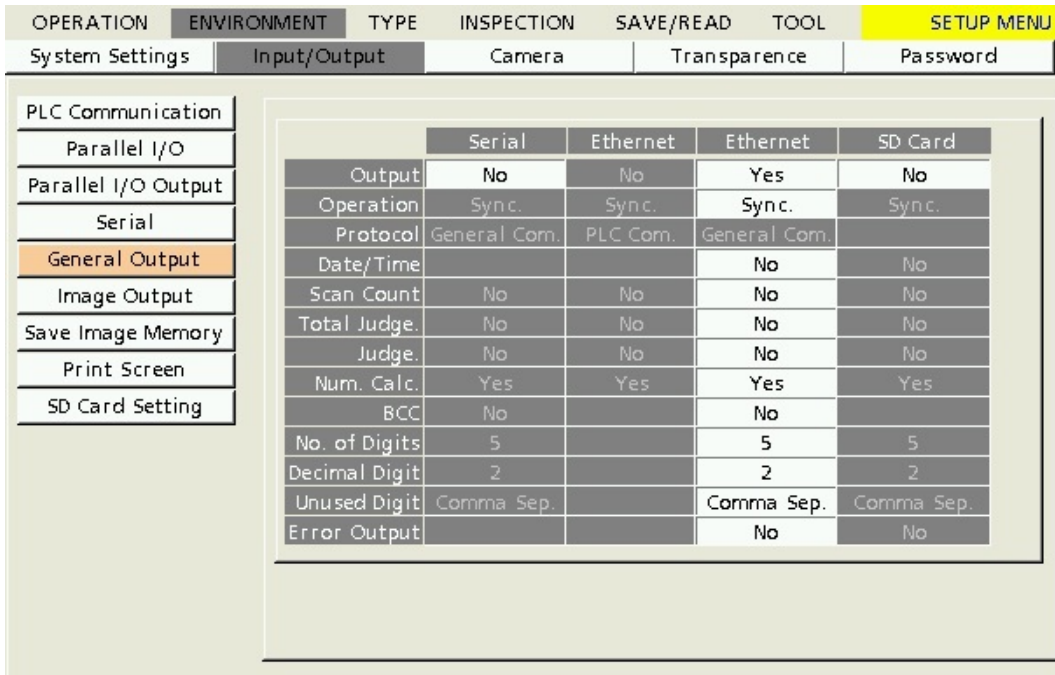 OPERATION ENVIRONMENT TYPE INSPECTION SAVE/READ TOOL SETUP MENU
System Settings Input/Output Camera Transparence Password
PLC Communication
Parallel I/O
Parallel I/O Output
Serial
General Output
Image Output
Save Image Memory
Print Screen
SD Card Setting
Serial Ethernet Ethernet SD Card
Output No No Yes No
Operation Sync. Sync. Sync. Sync.
Protocol General Com. PLC Com. General Com.
Date/Time No No
Scan Count No No No No
Total Judge. No No No No
Judge. No No No No
Num. Calc. Yes Yes Yes Yes
BCC No No
No. of Digits 5 5 5
Decimal Digit 2 2 2
Unused Digit Comma Sep. Comma Sep. Comma Sep.
Error Output No No